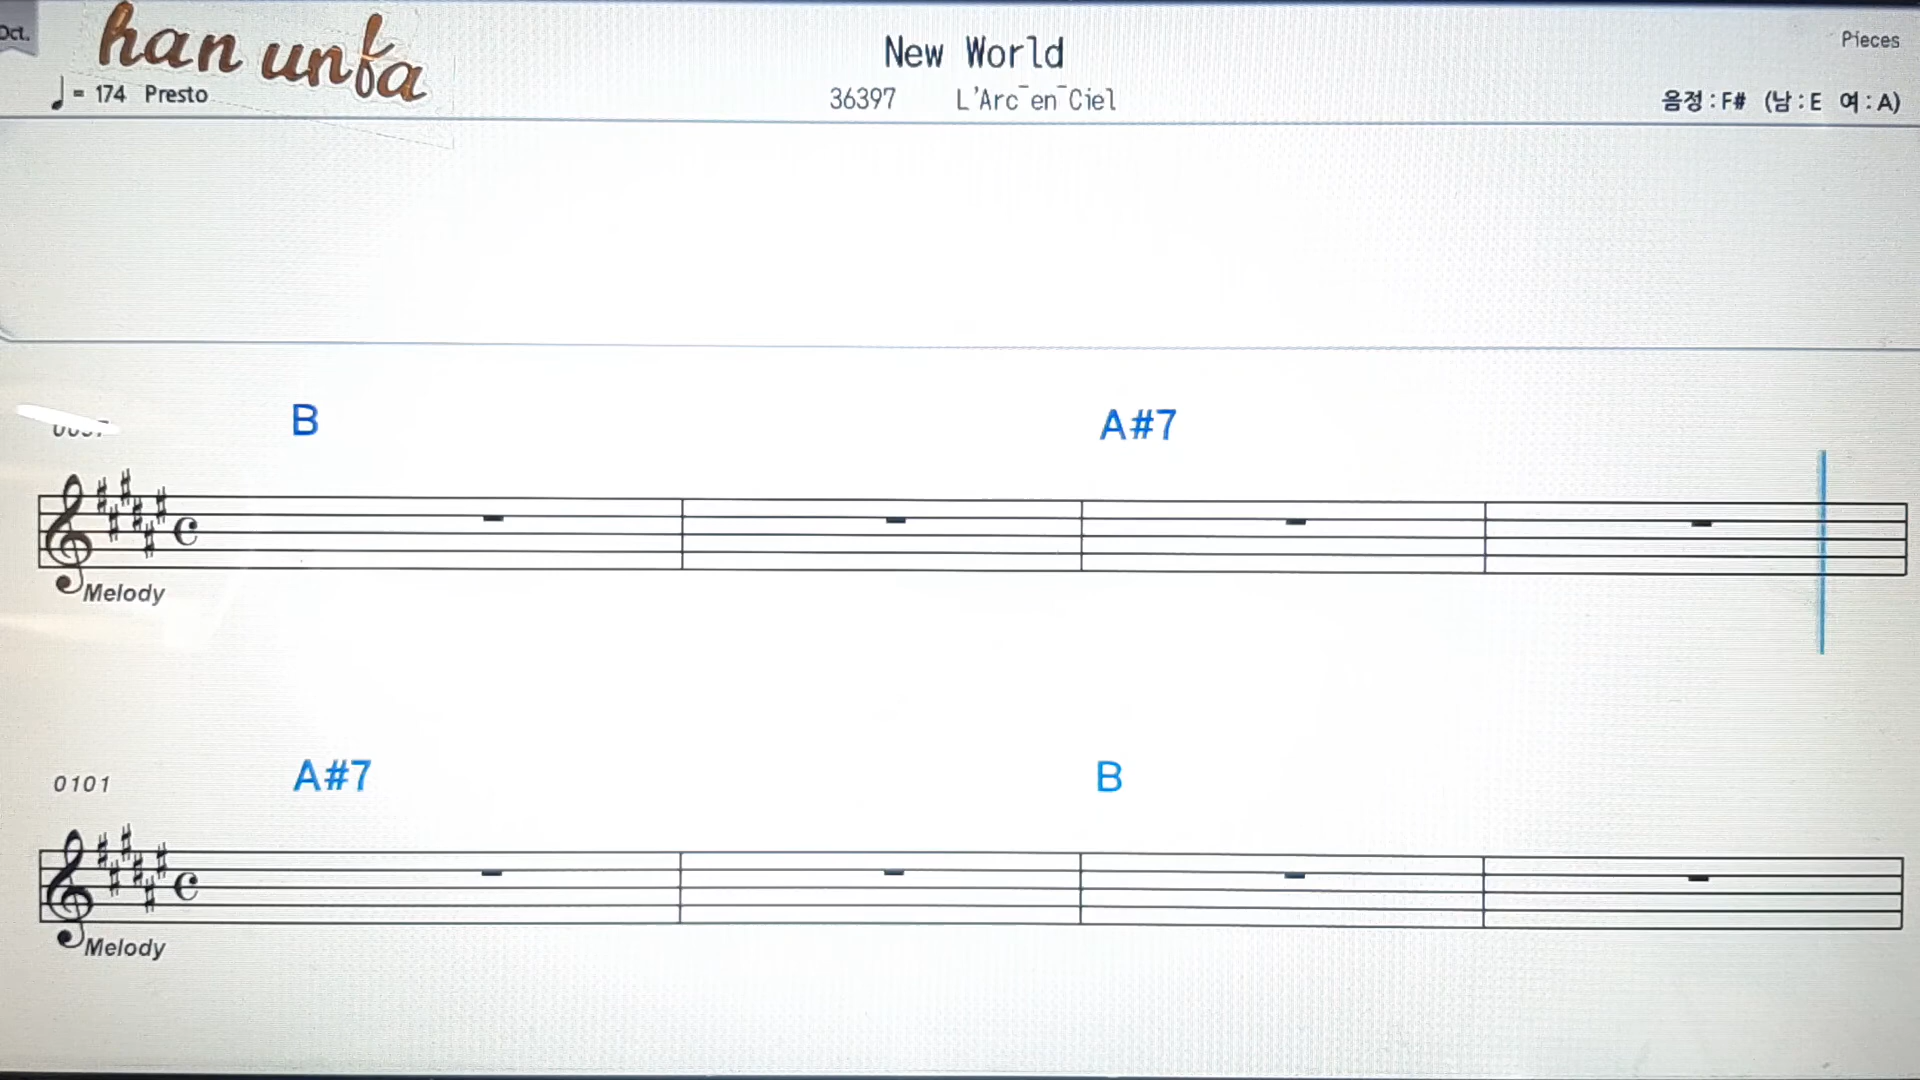 Oct.
han unfa
New World
Pieces
♩= 174 Presto
36397 L'Arc~en~Ciel
음정 : F# (남 : E 여 : A)
B A#7
Melody
0101
A#7 B
Melody